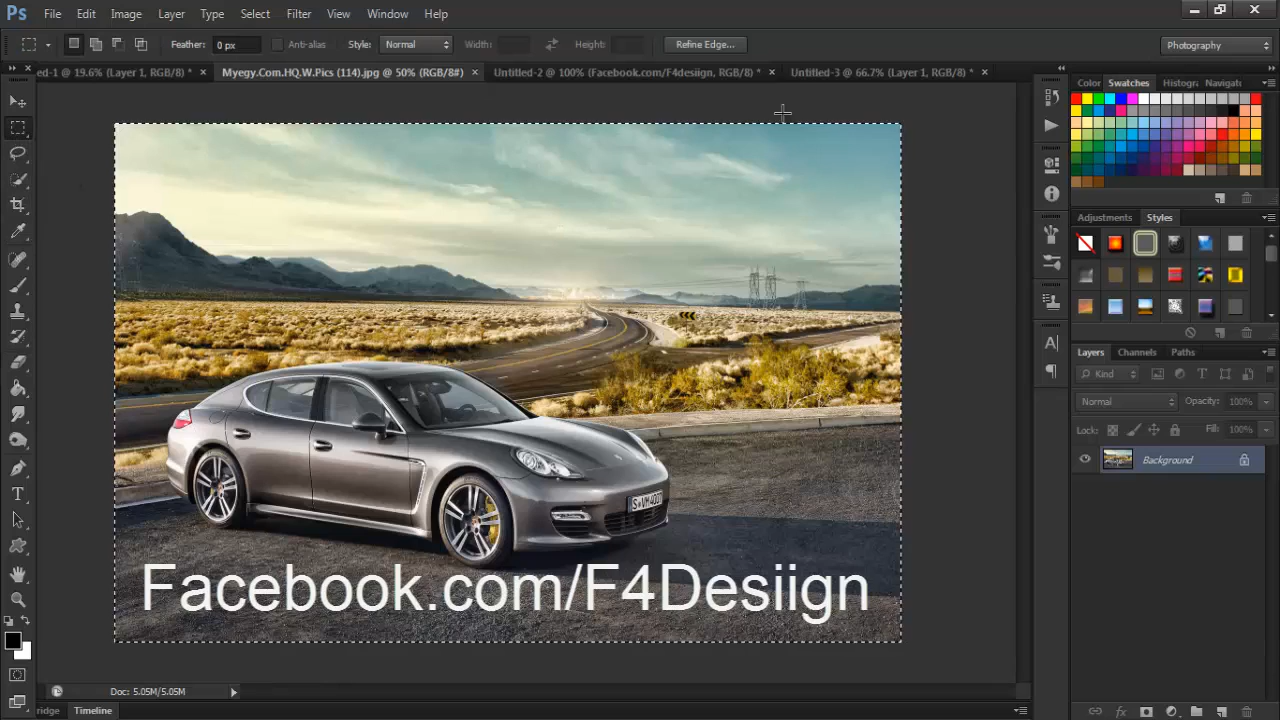 Ps File Edit Image Layer Type Select Filter View Window Help
Feather: 0 px Anti-alias Style: Normal Width: Height: Refine Edge... Photography
ed-1 @ 19.6% (Layer 1, RGB/8) * × Myegy.Com.HQ.W.Pics (114).jpg @ 50% (RGB/8#) × Untitled-2 @ 100% (Facebook.com/F4desiign, RGB/8) * × Untitled-3 @ 66.7% (Layer 1, RGB/8) * ×
Color Swatches Histogr Navigat
Adjustments Styles
Layers Channels Paths
Kind
Normal Opacity: 100%
Lock: Fill: 100%
Background
Facebook.com/F4Desiign
Doc: 5.05M/5.05M
ridge Timeline